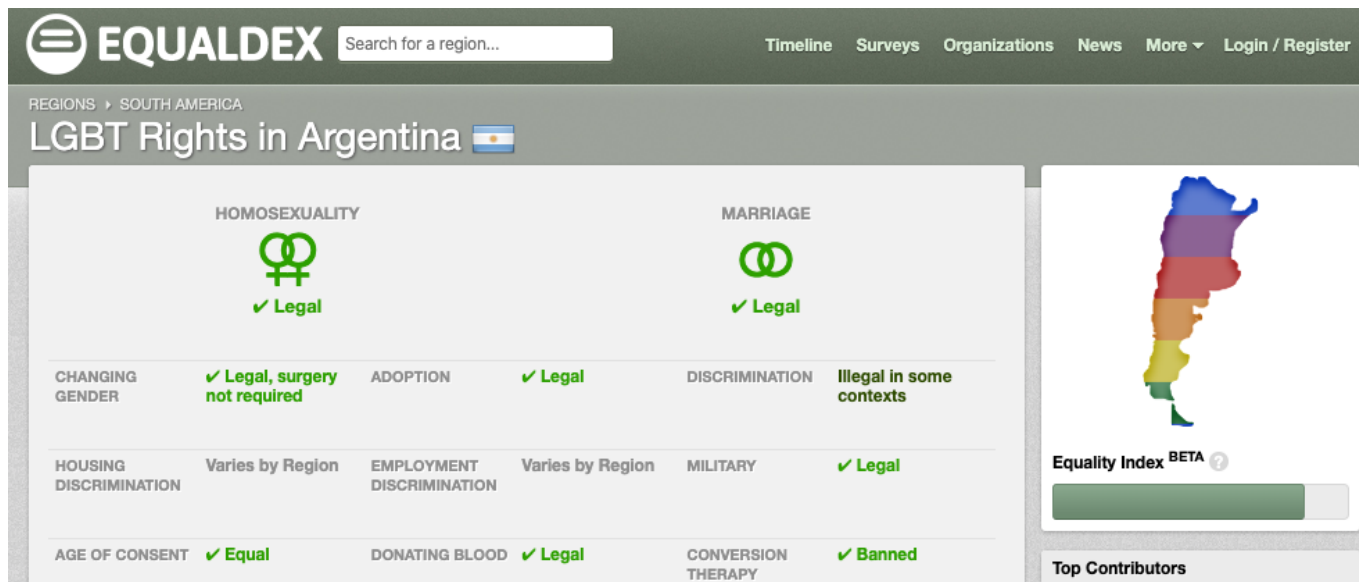 EQUALDEX
Search for a region...
Timeline Surveys Organizations News More Login / Register
REGIONS SOUTH AMERICA
LGBT Rights in Argentina
HOMOSEXUALITY
✔ Legal
MARRIAGE
✔ Legal
CHANGING
GENDER
✔ Legal, surgery
not required
ADOPTION
✔ Legal
DISCRIMINATION
Illegal in some
contexts
HOUSING
DISCRIMINATION
Varies by Region
EMPLOYMENT
DISCRIMINATION
Varies by Region
MILITARY
✔ Legal
AGE OF CONSENT
✔ Equal
DONATING BLOOD
✔ Legal
CONVERSION
THERAPY
✔ Banned
Equality Index BETA ?
Top Contributors